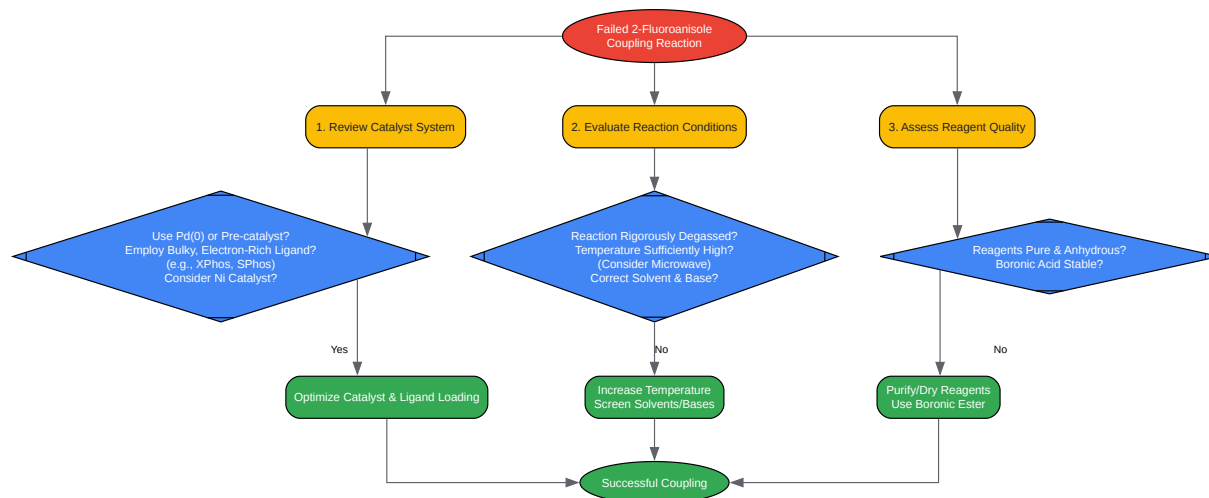 Failed 2-Fluoroanisole
Coupling Reaction
1. Review Catalyst System
2. Evaluate Reaction Conditions
3. Assess Reagent Quality
Use Pd(0) or Pre-catalyst?
Employ Bulky, Electron-Rich Ligand?
(e.g., XPhos, SPhos)
Consider Ni Catalyst?
Reaction Rigorously Degassed?
Temperature Sufficiently High?
(Consider Microwave)
Correct Solvent & Base?
Reagents Pure & Anhydrous?
Boronic Acid Stable?
Yes
No
No
Optimize Catalyst & Ligand Loading
Increase Temperature
Screen Solvents/Bases
Purify/Dry Reagents
Use Boronic Ester
Successful Coupling